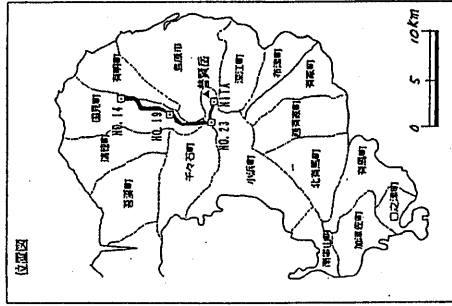 位置図
有明町
国見町
NO.14
瑞穂町
NO.19
島原市
吾妻町
普賢岳
千々石町
N11A
NO.23
深江町
小浜町
布津町
有家町
西有家町
北有馬町
有馬町
南串山町
加津佐町
口之津町
0 5 10km